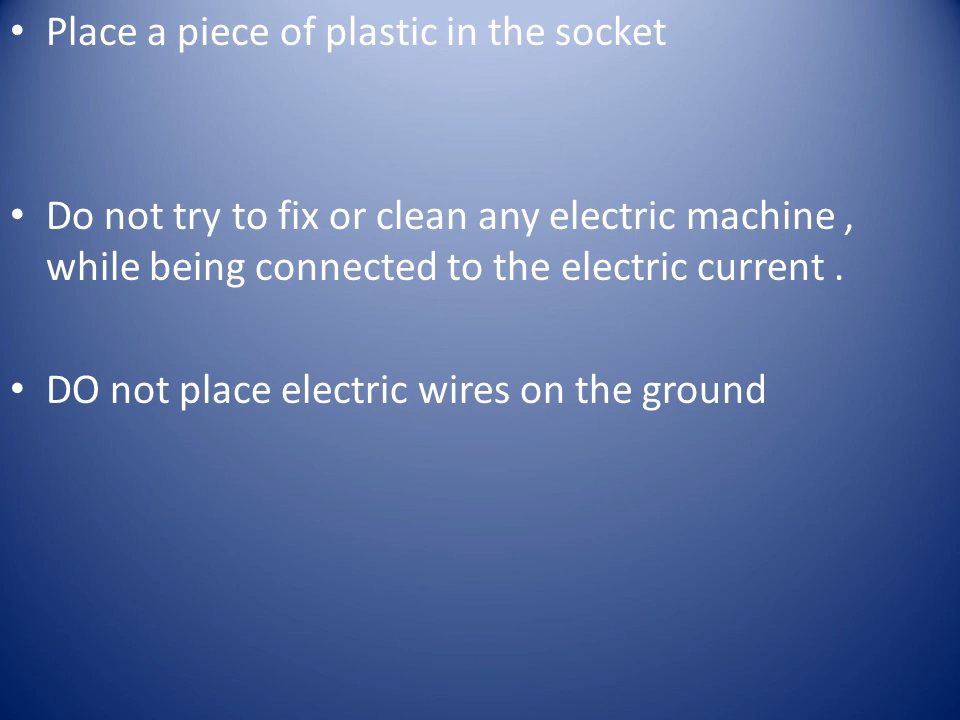 • Place a piece of plastic in the socket
• Do not try to fix or clean any electric machine ,
while being connected to the electric current .
• DO not place electric wires on the ground